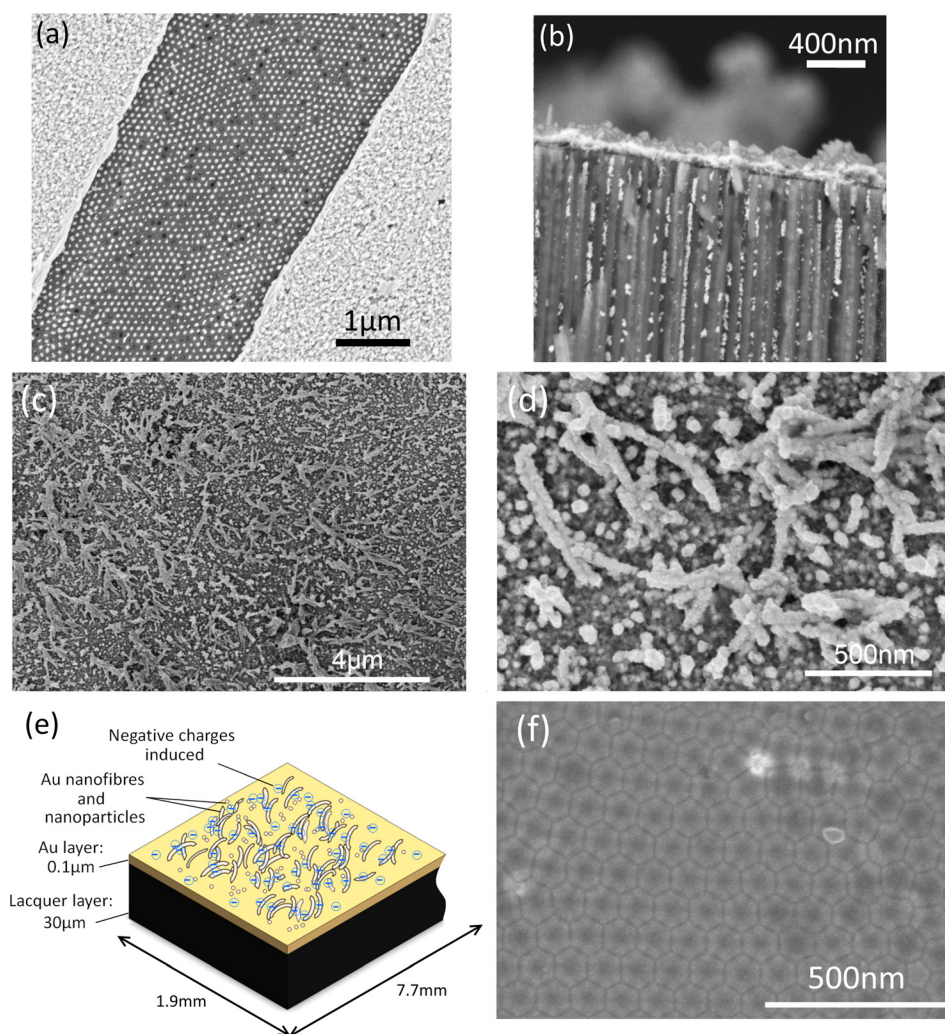 (a)
1μm
(b)
400nm
(c)
4μm
(d)
500nm
(e)
Negative charges
induced
Au nanofibres
and
nanoparticles
Au layer:
0.1μm
Lacquer layer:
30μm
1.9mm
7.7mm
(f)
500nm